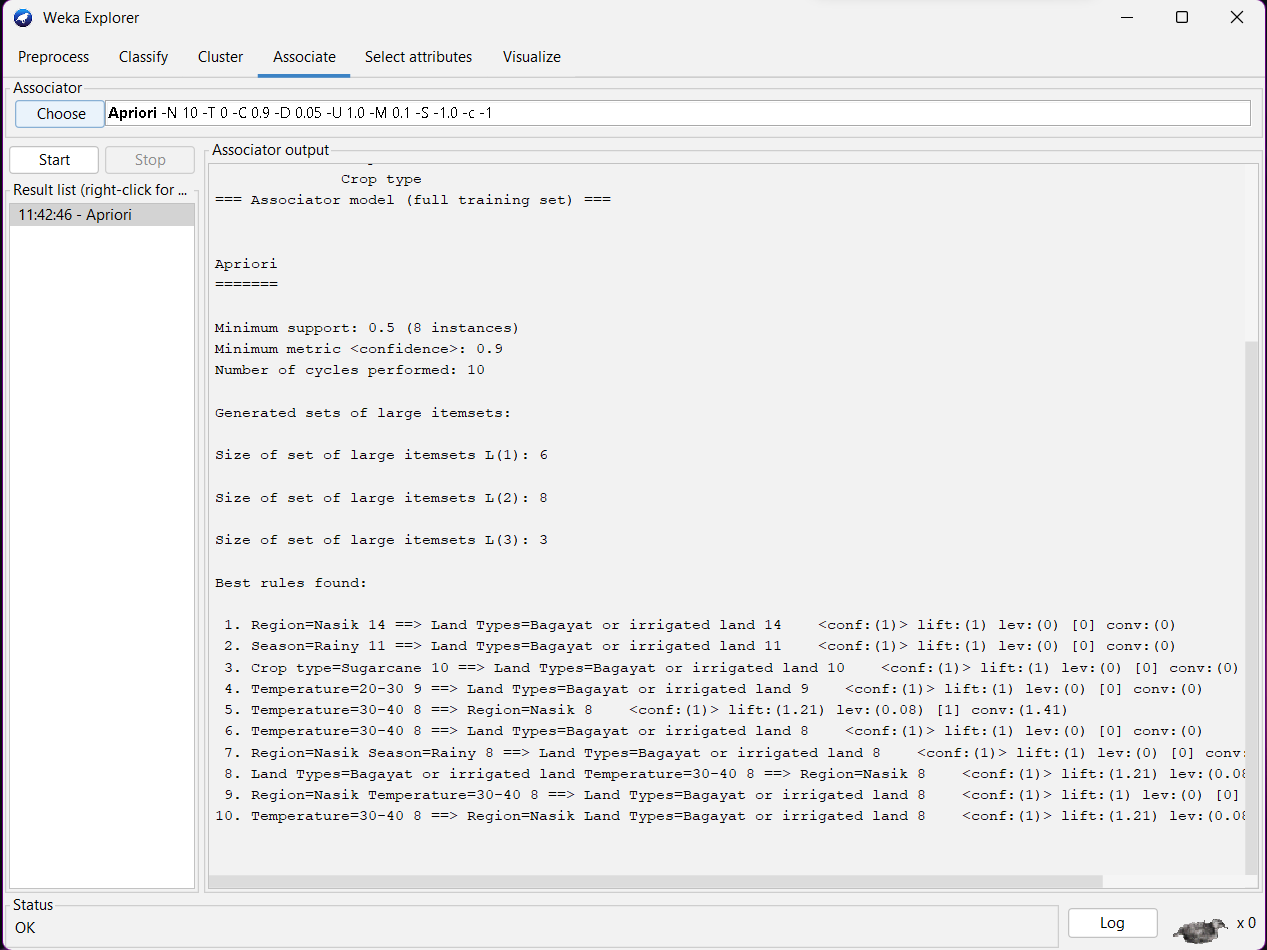 Weka Explorer
Preprocess Classify Cluster Associate Select attributes Visualize
Associator
Choose Apriori -N 10 -T 0 -C 0.9 -D 0.05 -U 1.0 -M 0.1 -S -1.0 -c -1
Start Stop
Result list (right-click for ...
11:42:46 - Apriori
Associator output
Crop type
=== Associator model (full training set) ===
Apriori
=======
Minimum support: 0.5 (8 instances)
Minimum metric <confidence>: 0.9
Number of cycles performed: 10
Generated sets of large itemsets:
Size of set of large itemsets L(1): 6
Size of set of large itemsets L(2): 8
Size of set of large itemsets L(3): 3
Best rules found:
1. Region=Nasik 14 ==> Land Types=Bagayat or irrigated land 14 <conf:(1)> lift:(1) lev:(0) [0] conv:(0)
2. Season=Rainy 11 ==> Land Types=Bagayat or irrigated land 11 <conf:(1)> lift:(1) lev:(0) [0] conv:(0)
3. Crop type=Sugarcane 10 ==> Land Types=Bagayat or irrigated land 10 <conf:(1)> lift:(1) lev:(0) [0] conv:(0)
4. Temperature=20-30 9 ==> Land Types=Bagayat or irrigated land 9 <conf:(1)> lift:(1) lev:(0) [0] conv:(0)
5. Temperature=30-40 8 ==> Region=Nasik 8 <conf:(1)> lift:(1.21) lev:(0.08) [1] conv:(1.41)
6. Temperature=30-40 8 ==> Land Types=Bagayat or irrigated land 8 <conf:(1)> lift:(1) lev:(0) [0] conv:(0)
7. Region=Nasik Season=Rainy 8 ==> Land Types=Bagayat or irrigated land 8 <conf:(1)> lift:(1) lev:(0) [0] conv:
8. Land Types=Bagayat or irrigated land Temperature=30-40 8 ==> Region=Nasik 8 <conf:(1)> lift:(1.21) lev:(0.08
9. Region=Nasik Temperature=30-40 8 ==> Land Types=Bagayat or irrigated land 8 <conf:(1)> lift:(1) lev:(0) [0]
10. Temperature=30-40 8 ==> Region=Nasik Land Types=Bagayat or irrigated land 8 <conf:(1)> lift:(1.21) lev:(0.08
Status
OK
Log x 0